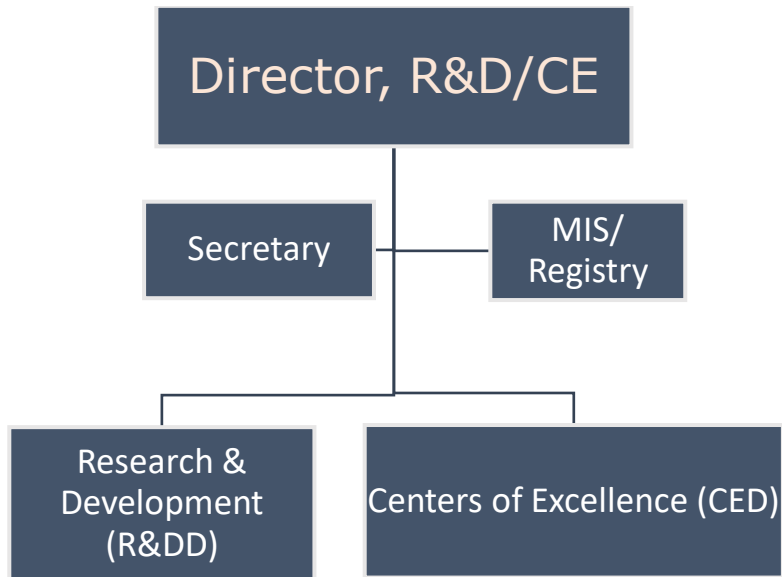 Director, R&D/CE
Secretary
MIS/
Registry
Research &
Development
(R&DD)
Centers of Excellence (CED)